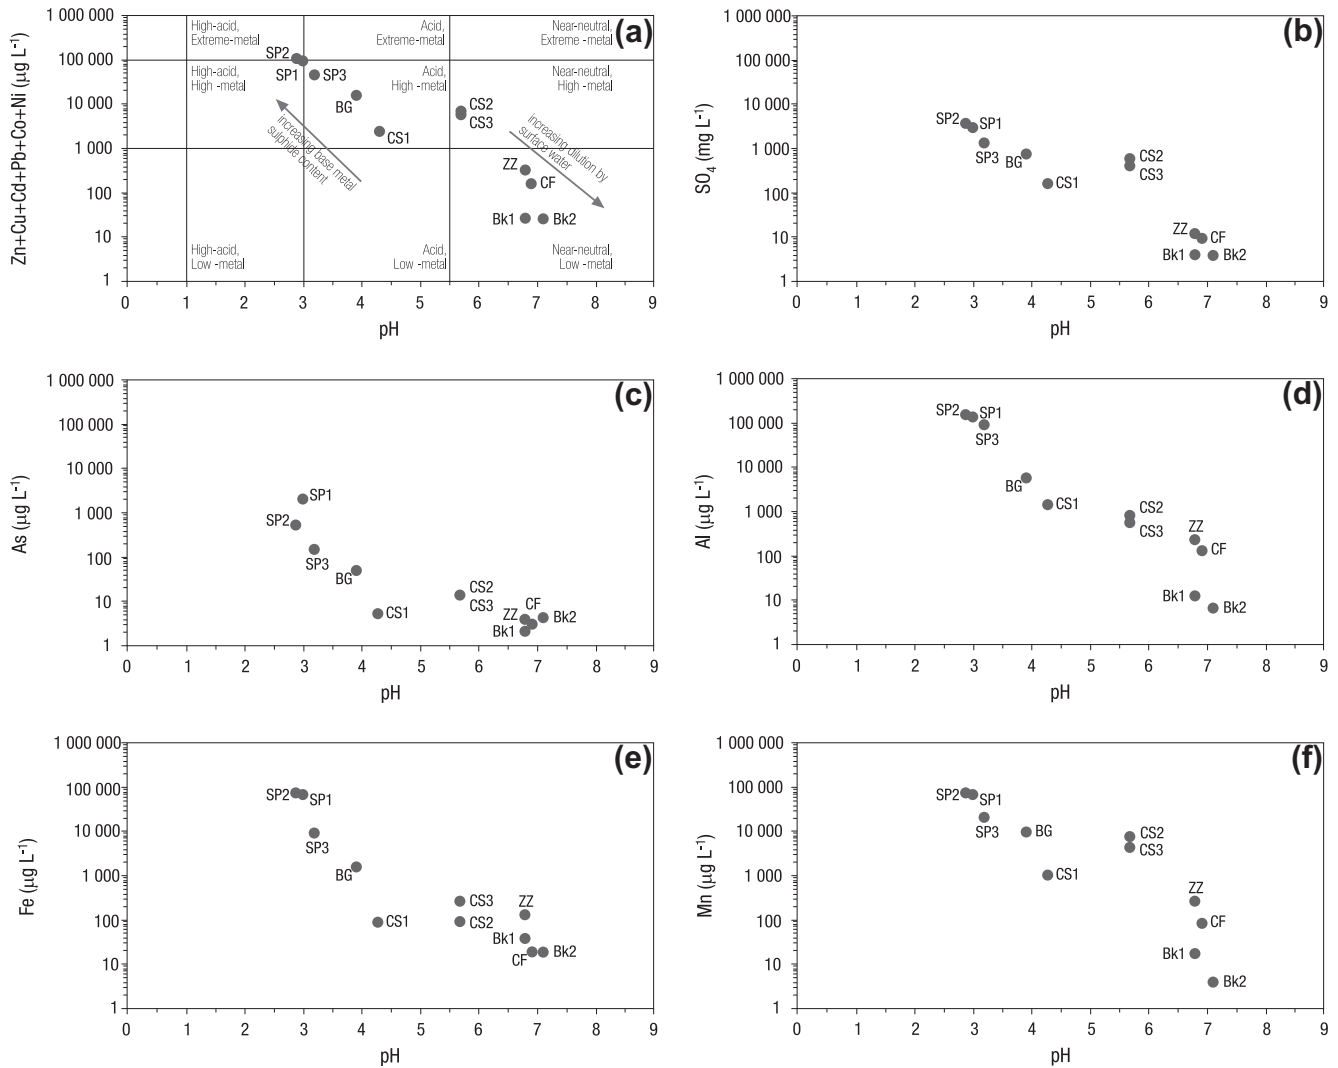 (a)
Zn+Cu+Cd+Pb+Co+Ni (µg L⁻¹)
1 000 000
100 000
10 000
1 000
100
10
1
High-acid,
Extreme-metal
Acid,
Extreme-metal
Near-neutral,
Extreme -metal
High-acid,
High -metal
Acid,
High -metal
Near-neutral,
High -metal
High-acid,
Low-metal
Acid,
Low -metal
Near-neutral,
Low -metal
SP2
SP1
SP3
BG
CS1
CS2
CS3
ZZ
CF
Bk1
Bk2
increasing base metal
sulphide content
increasing dilution by
surface water
0 1 2 3 4 5 6 7 8 9
pH
(b)
SO₄ (mg L⁻¹)
1 000 000
100 000
10 000
1 000
100
10
1
SP2
SP1
SP3
BG
CS1
CS2
CS3
ZZ
CF
Bk1
Bk2
0 1 2 3 4 5 6 7 8 9
pH
(c)
As (µg L⁻¹)
1 000 000
100 000
10 000
1 000
100
10
1
SP1
SP2
SP3
BG
CS1
CS2
CS3
CF
ZZ
Bk2
Bk1
0 1 2 3 4 5 6 7 8 9
pH
(d)
Al (µg L⁻¹)
1 000 000
100 000
10 000
1 000
100
10
1
SP2
SP1
SP3
BG
CS1
CS2
CS3
ZZ
CF
Bk1
Bk2
0 1 2 3 4 5 6 7 8 9
pH
(e)
Fe (µg L⁻¹)
1 000 000
100 000
10 000
1 000
100
10
1
SP2
SP1
SP3
BG
CS1
CS3
CS2
ZZ
Bk1
CF
Bk2
0 1 2 3 4 5 6 7 8 9
pH
(f)
Mn (µg L⁻¹)
1 000 000
100 000
10 000
1 000
100
10
1
SP2
SP1
SP3
BG
CS1
CS2
CS3
ZZ
CF
Bk1
Bk2
0 1 2 3 4 5 6 7 8 9
pH